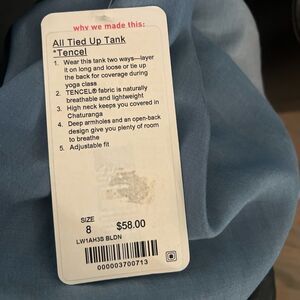 why we made this:
All Tied Up Tank
*Tencel
1. Wear this tank two ways—layer
it on long and loose or tie up
the back for coverage during
yoga class
2. TENCEL® fabric is naturally
breathable and lightweight
3. High neck keeps you covered in
Chaturanga
4. Deep armholes and an open-back
design give you plenty of room
to breathe
5. Adjustable fit
SIZE
8 $58.00
LW1AH3S BLDN
000003700713